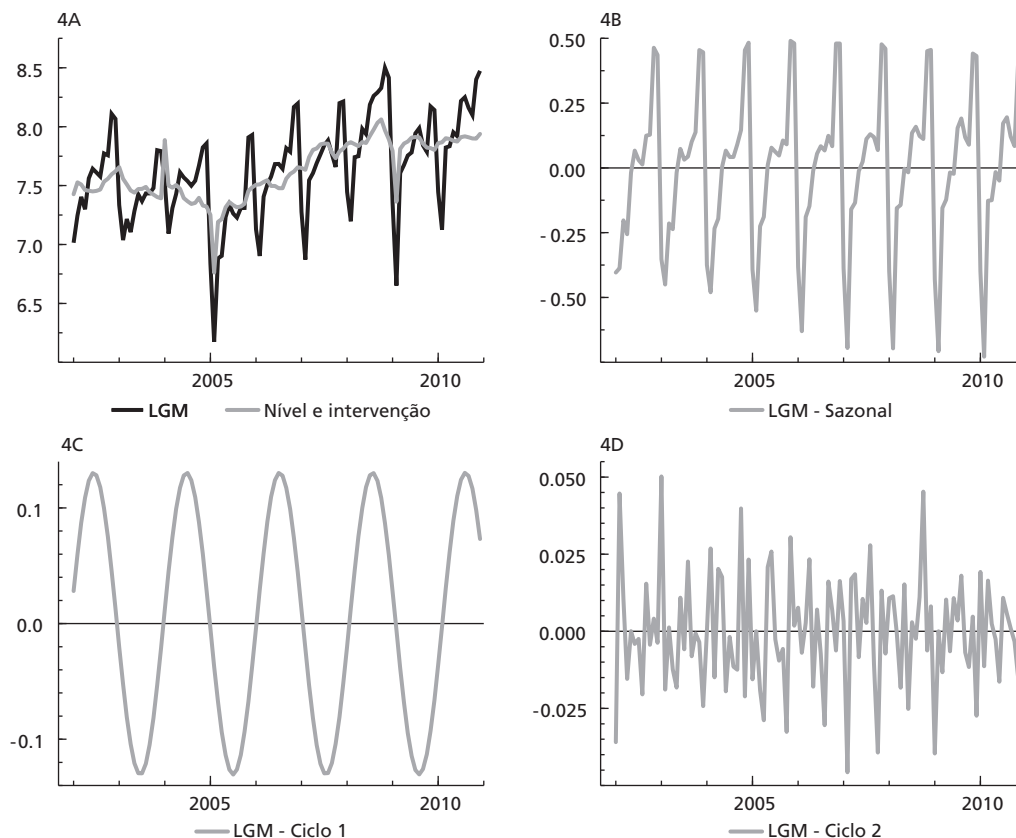 4A
8.5
8.0
7.5
7.0
6.5
2005 2010
LGM Nível e intervenção
4B
0.50
0.25
0.00
- 0.25
- 0.50
2005 2010
LGM - Sazonal
4C
0.1
0.0
-0.1
2005 2010
LGM - Ciclo 1
4D
0.050
0.025
0.000
-0.025
2005 2010
LGM - Ciclo 2